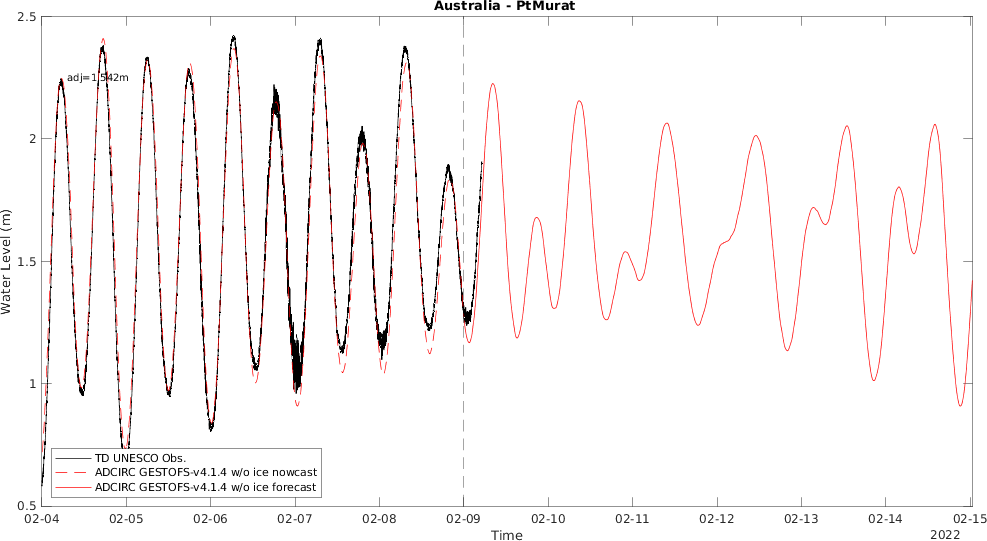 Australia - PtMurat
2.5
2
1.5
1
0.5
Water Level (m)
adj=1.542m
TD UNESCO Obs.
ADCIRC GESTOFS-v4.1.4 w/o ice nowcast
ADCIRC GESTOFS-v4.1.4 w/o ice forecast
02-04 02-05 02-06 02-07 02-08 02-09 02-10 02-11 02-12 02-13 02-14 02-15
Time
2022